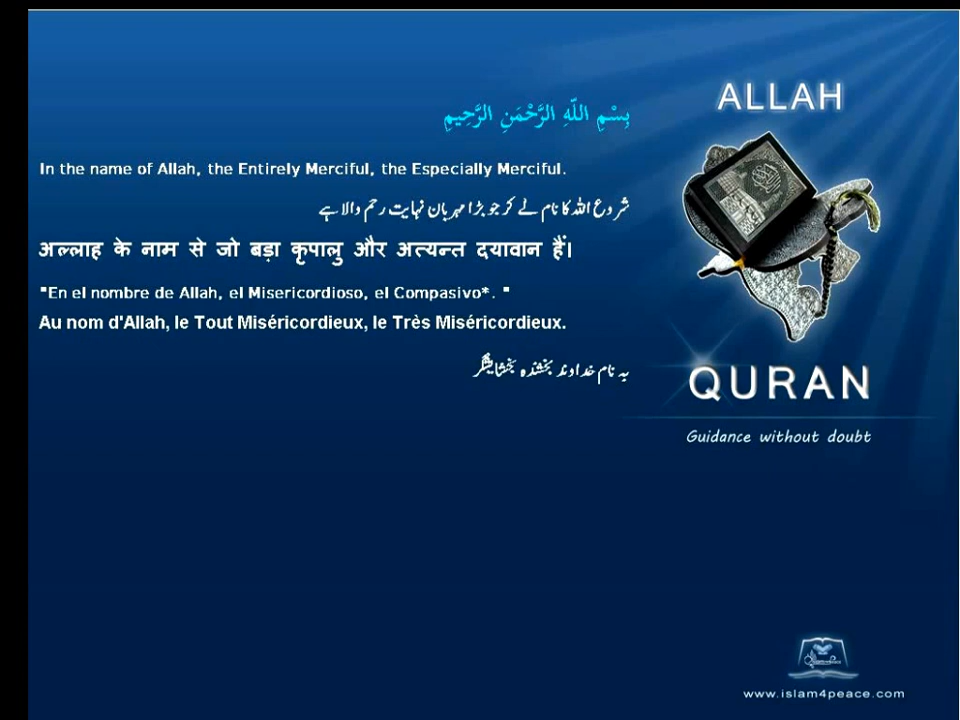 بِسْمِ اللّهِ الرَّحْمَنِ الرَّحِيمِ
In the name of Allah, the Entirely Merciful, the Especially Merciful.
شروع الله کا نام لے کر جو بڑا مہربان نہایت رحم والا ہے
अल्लाह के नाम से जो बड़ा कृपालु और अत्यन्त दयावान हैं।
"En el nombre de Allah, el Misericordioso, el Compasivo*. "
Au nom d'Allah, le Tout Miséricordieux, le Très Miséricordieux.
به نام خداوند بخشنده بخشایشگر
ALLAH
QURAN
Guidance without doubt
www.islam4peace.com